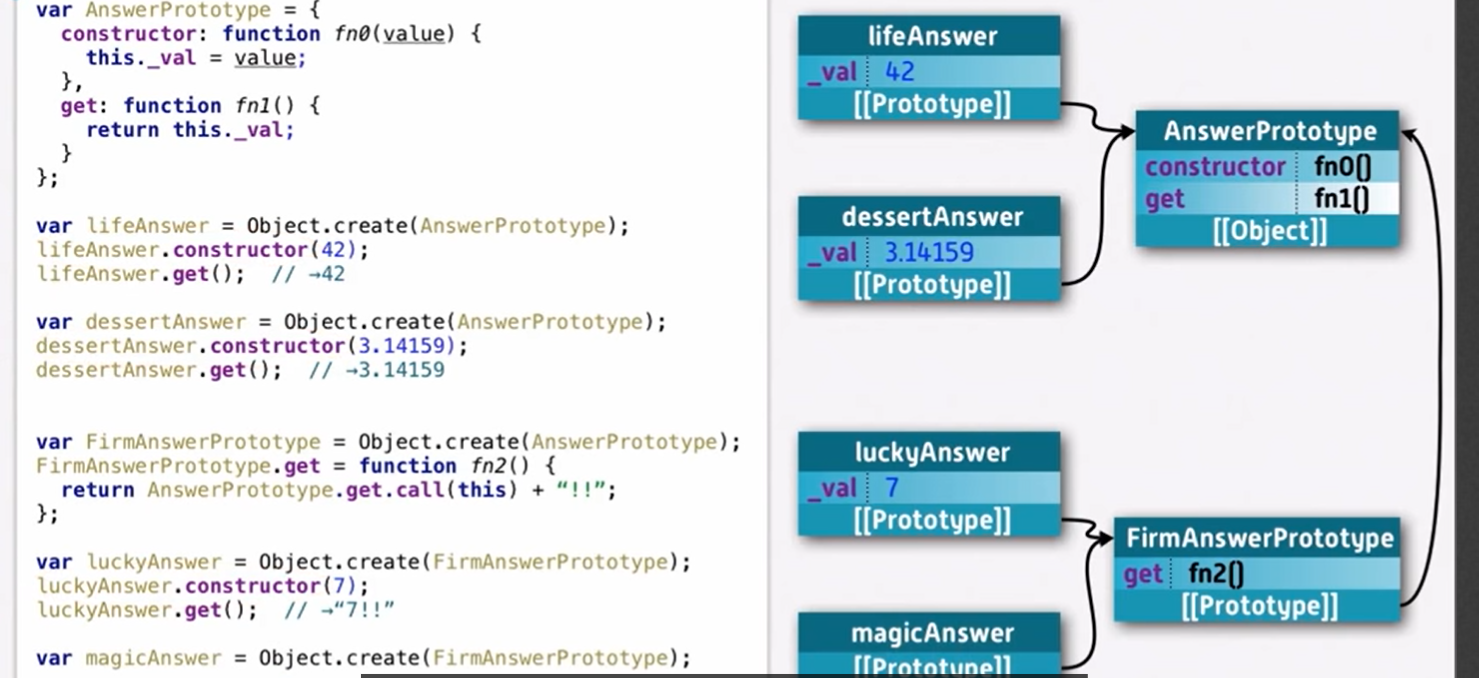 var AnswerPrototype = {
constructor: function fn0(value) {
this._val = value;
},
get: function fn1() {
return this._val;
}
};
var lifeAnswer = Object.create(AnswerPrototype);
lifeAnswer.constructor(42);
lifeAnswer.get();  // →42
var dessertAnswer = Object.create(AnswerPrototype);
dessertAnswer.constructor(3.14159);
dessertAnswer.get();  // →3.14159
var FirmAnswerPrototype = Object.create(AnswerPrototype);
FirmAnswerPrototype.get = function fn2() {
return AnswerPrototype.get.call(this) + “!!”;
};
var luckyAnswer = Object.create(FirmAnswerPrototype);
luckyAnswer.constructor(7);
luckyAnswer.get();  // →“7!!”
var magicAnswer = Object.create(FirmAnswerPrototype);
lifeAnswer
_val 42
[[Prototype]]
AnswerPrototype
constructor fn0()
get fn1()
[[Object]]
dessertAnswer
_val 3.14159
[[Prototype]]
luckyAnswer
_val 7
[[Prototype]]
FirmAnswerPrototype
get fn2()
[[Prototype]]
magicAnswer
[[Prototype]]